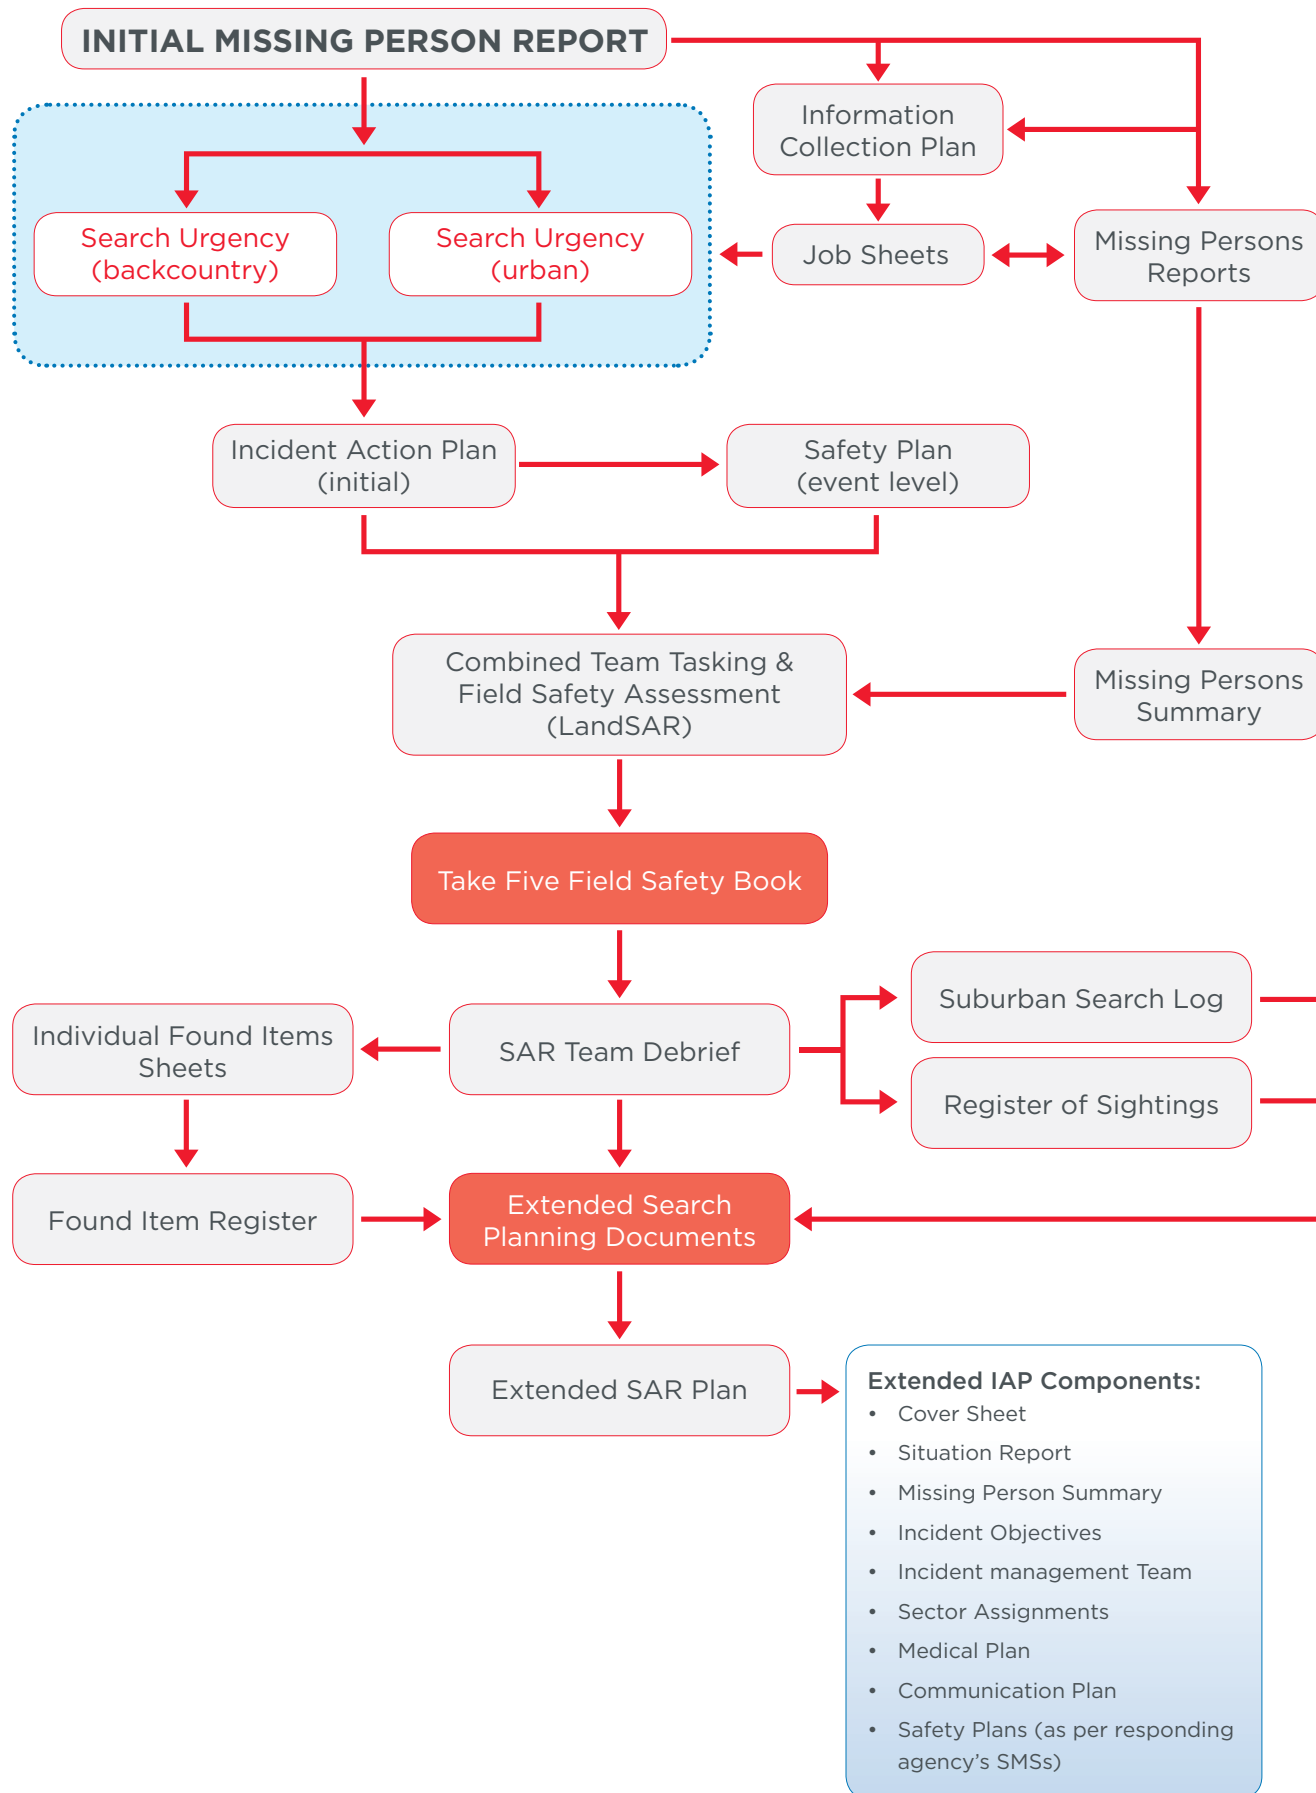 INITIAL MISSING PERSON REPORT
Information
Collection Plan
Search Urgency
(backcountry)
Search Urgency
(urban)
Job Sheets
Missing Persons
Reports
Incident Action Plan
(initial)
Safety Plan
(event level)
Combined Team Tasking &
Field Safety Assessment
(LandSAR)
Missing Persons
Summary
Take Five Field Safety Book
Individual Found Items
Sheets
SAR Team Debrief
Suburban Search Log
Register of Sightings
Found Item Register
Extended Search
Planning Documents
Extended SAR Plan
Extended IAP Components:
• Cover Sheet
• Situation Report
• Missing Person Summary
• Incident Objectives
• Incident management Team
• Sector Assignments
• Medical Plan
• Communication Plan
• Safety Plans (as per responding
agency’s SMSs)